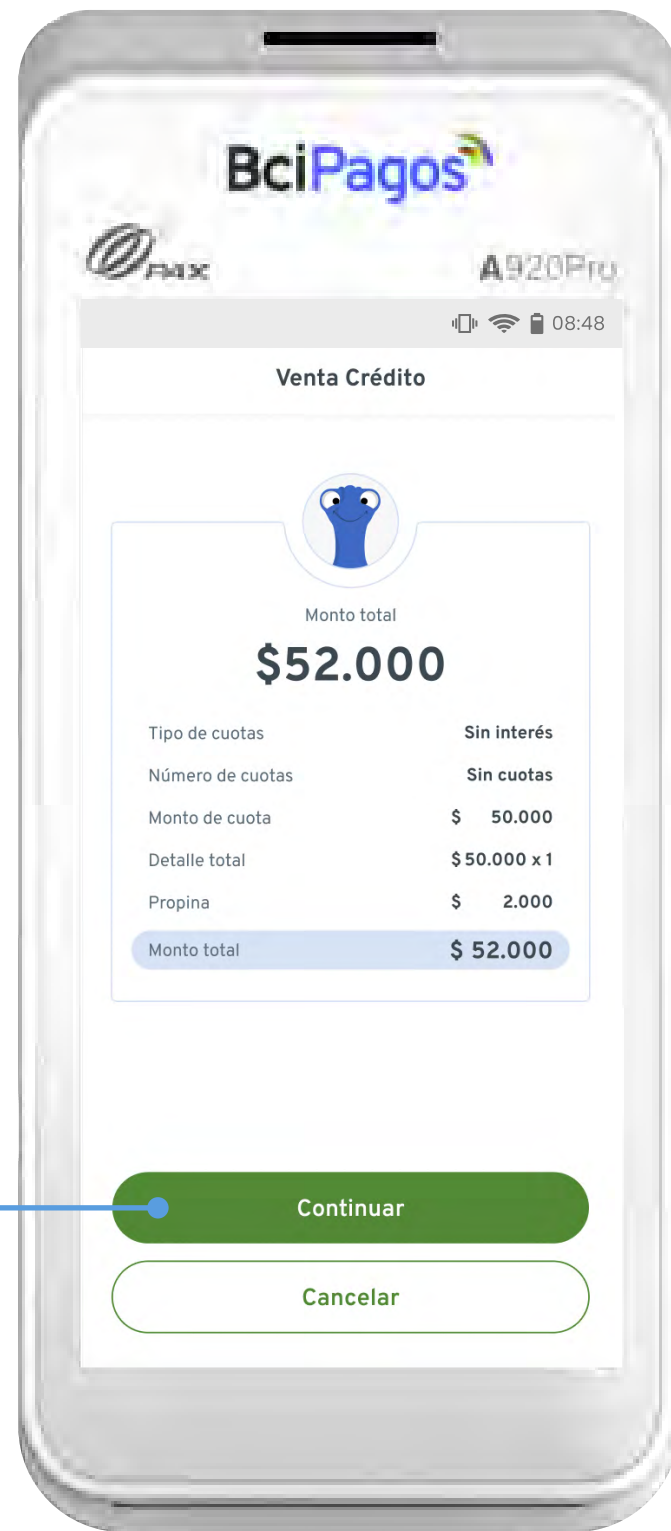 BciPagos
PAX
A920Pro
08:48
Venta Crédito
Monto total
$52.000
Tipo de cuotas Sin interés
Número de cuotas Sin cuotas
Monto de cuota $ 50.000
Detalle total $50.000 x 1
Propina $ 2.000
Monto total $ 52.000
Continuar
Cancelar